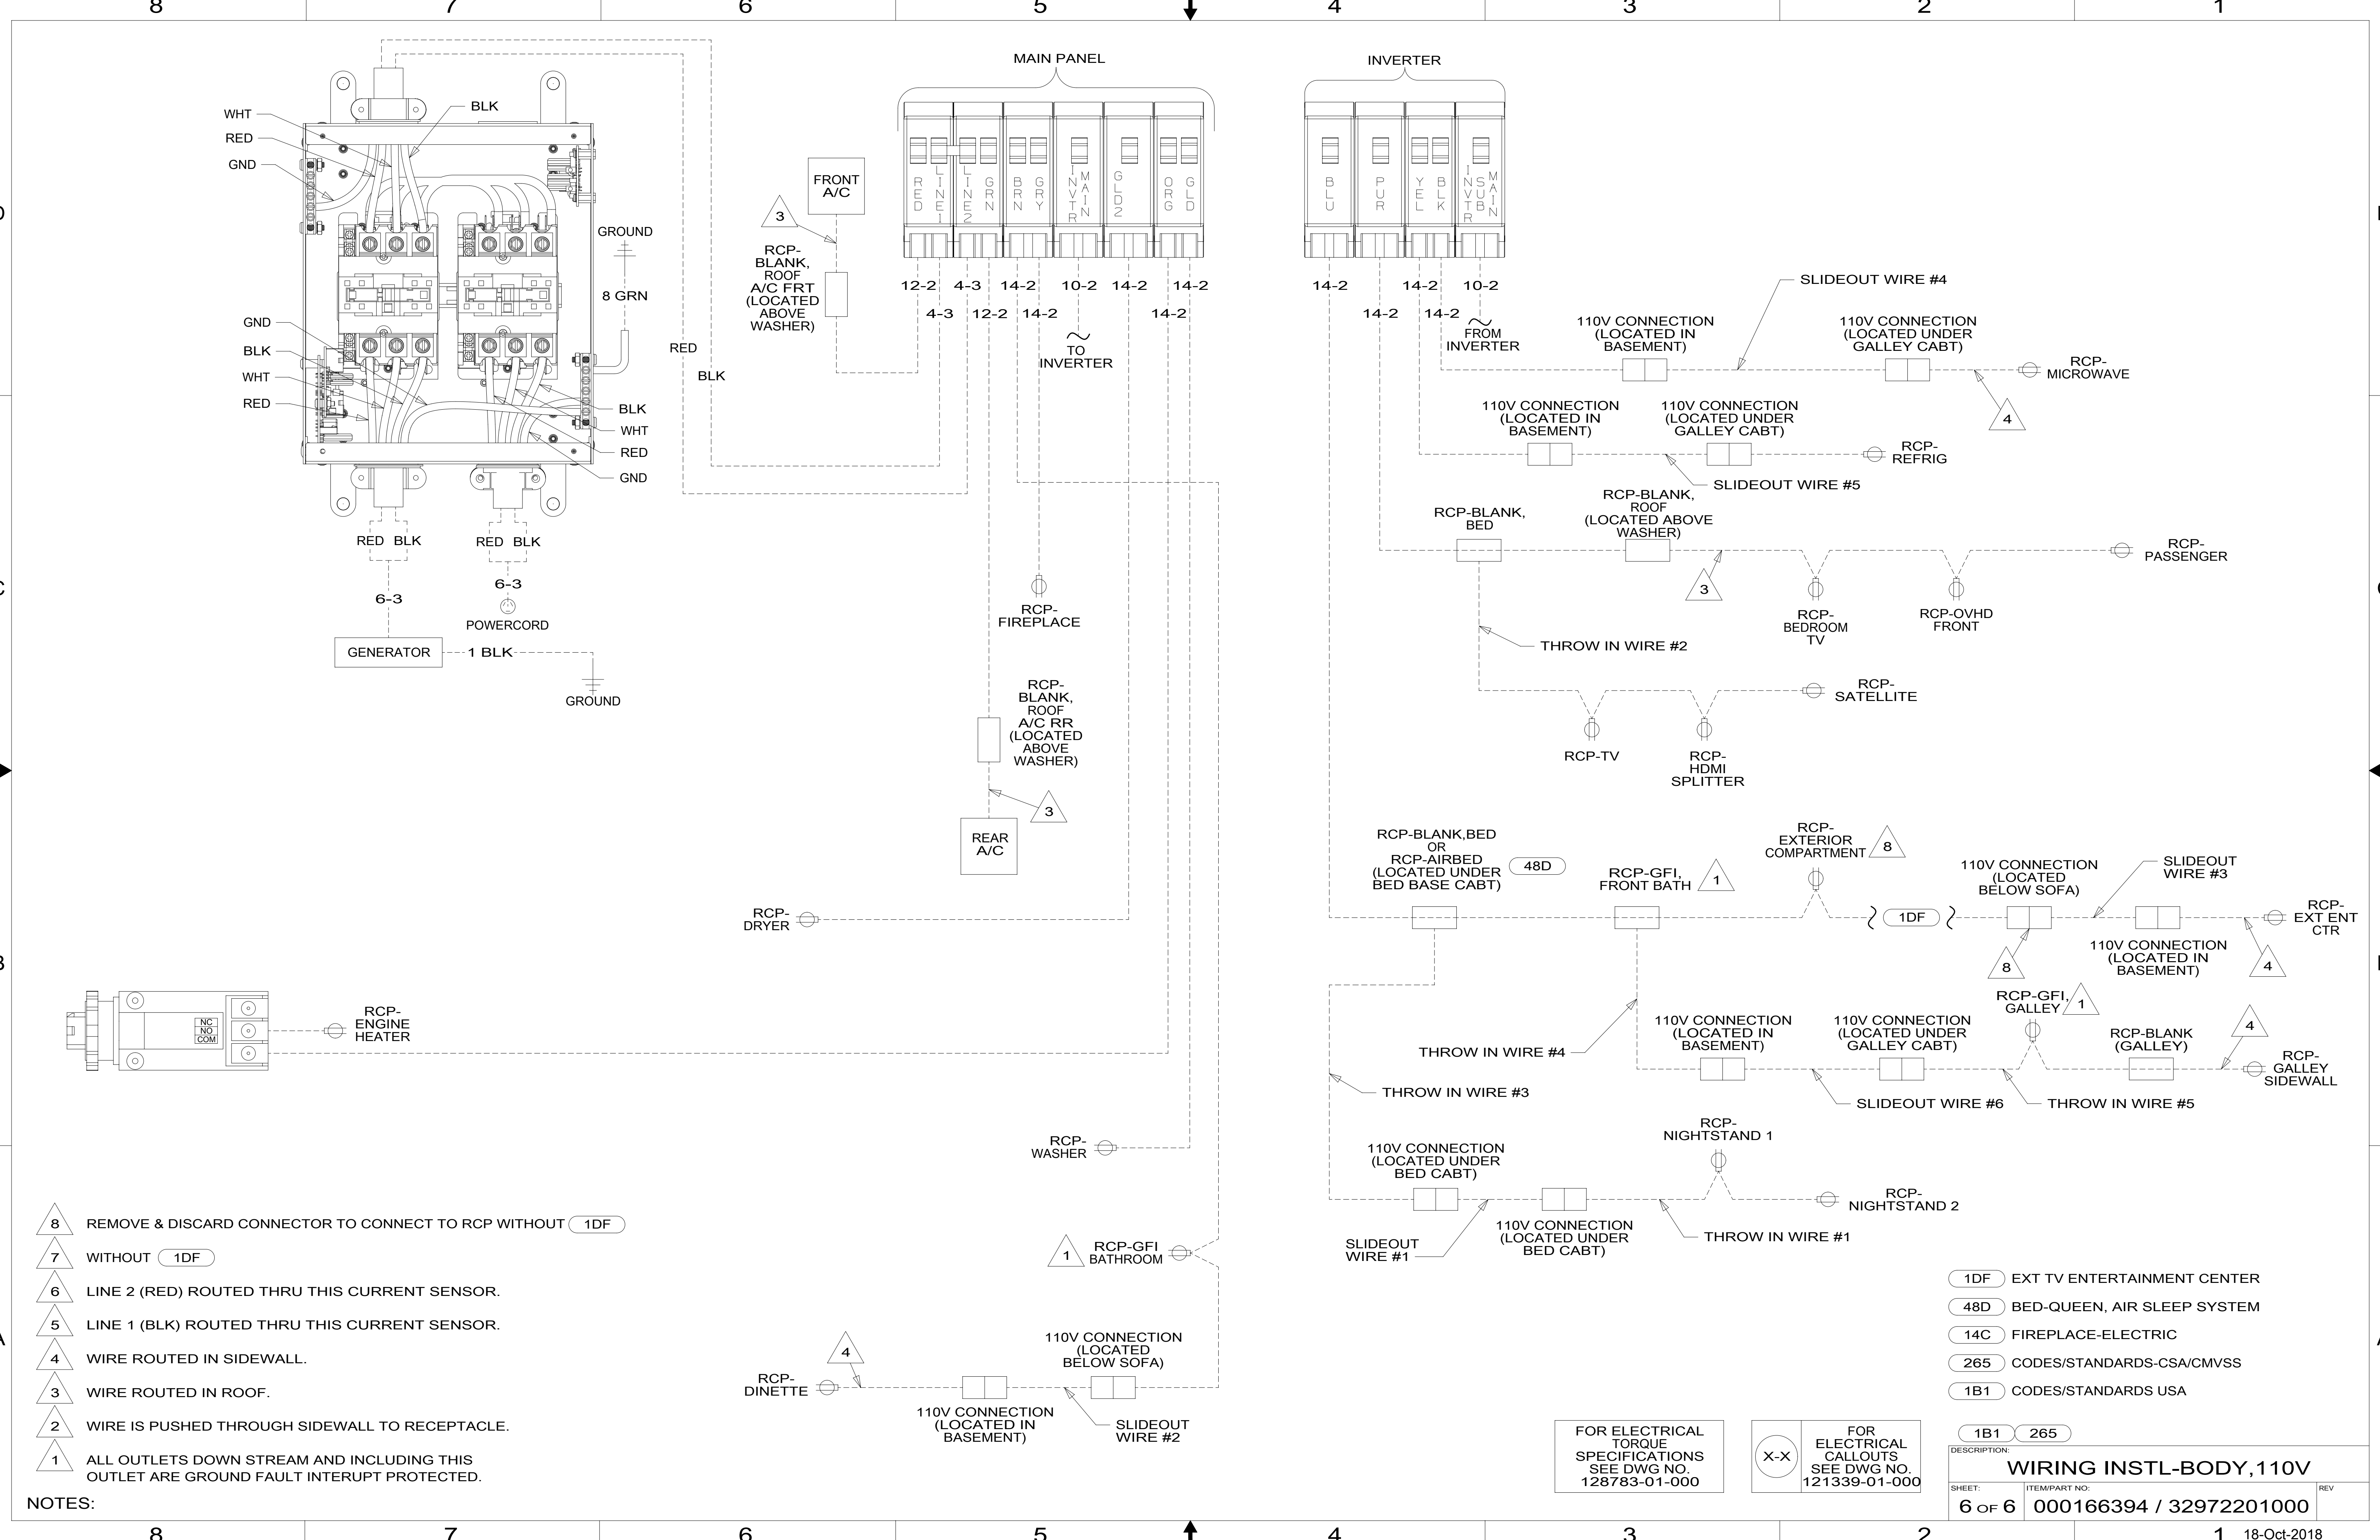 8 7 6 5 4 3 2 1
MAIN PANEL
INVERTER
WHT
RED
GND
BLK
GROUND
8 GRN
GND
BLK
WHT
RED
BLK
WHT
RED
GND
RED BLK
RED BLK
6-3
6-3
POWERCORD
GENERATOR
1 BLK
GROUND
RED
BLK
FRONT
A/C
3
RCP-
BLANK,
ROOF
A/C FRT
(LOCATED
ABOVE
WASHER)
RED
LINE1
LINE2
GRN
BRN
GRY
INVTR
MAIN
GLD2
ORG
GLD
12-2 4-3 14-2 10-2 14-2 14-2
4-3 12-2 14-2 14-2
TO
INVERTER
BLU
PUR
YEL
BLK
INVTR
SUB
MAIN
14-2 14-2 10-2
14-2 14-2
FROM
INVERTER
SLIDEOUT WIRE #4
110V CONNECTION
(LOCATED IN
BASEMENT)
110V CONNECTION
(LOCATED UNDER
GALLEY CABT)
RCP-
MICROWAVE
4
110V CONNECTION
(LOCATED IN
BASEMENT)
110V CONNECTION
(LOCATED UNDER
GALLEY CABT)
RCP-
REFRIG
SLIDEOUT WIRE #5
RCP-BLANK,
BED
RCP-BLANK,
ROOF
(LOCATED ABOVE
WASHER)
3
RCP-
PASSENGER
RCP-
BEDROOM
TV
RCP-OVHD
FRONT
THROW IN WIRE #2
RCP-
SATELLITE
RCP-TV
RCP-
HDMI
SPLITTER
RCP-
FIREPLACE
RCP-
BLANK,
ROOF
A/C RR
(LOCATED
ABOVE
WASHER)
3
REAR
A/C
RCP-
DRYER
RCP-BLANK,BED
OR
RCP-AIRBED
(LOCATED UNDER
BED BASE CABT)
48D
RCP-GFI,
FRONT BATH
1
RCP-
EXTERIOR
COMPARTMENT
8
1DF
110V CONNECTION
(LOCATED
BELOW SOFA)
8
SLIDEOUT
WIRE #3
RCP-
EXT ENT
CTR
110V CONNECTION
(LOCATED IN
BASEMENT)
4
NC
NO
COM
RCP-
ENGINE
HEATER
THROW IN WIRE #4
110V CONNECTION
(LOCATED IN
BASEMENT)
110V CONNECTION
(LOCATED UNDER
GALLEY CABT)
RCP-GFI,
GALLEY
1
RCP-BLANK
(GALLEY)
4
RCP-
GALLEY
SIDEWALL
THROW IN WIRE #3
SLIDEOUT WIRE #6
THROW IN WIRE #5
RCP-
WASHER
110V CONNECTION
(LOCATED UNDER
BED CABT)
RCP-
NIGHTSTAND 1
RCP-
NIGHTSTAND 2
SLIDEOUT
WIRE #1
110V CONNECTION
(LOCATED UNDER
BED CABT)
THROW IN WIRE #1
1
RCP-GFI
BATHROOM
4
RCP-
DINETTE
110V CONNECTION
(LOCATED
BELOW SOFA)
110V CONNECTION
(LOCATED IN
BASEMENT)
SLIDEOUT
WIRE #2
8 REMOVE & DISCARD CONNECTOR TO CONNECT TO RCP WITHOUT 1DF
7 WITHOUT 1DF
6 LINE 2 (RED) ROUTED THRU THIS CURRENT SENSOR.
5 LINE 1 (BLK) ROUTED THRU THIS CURRENT SENSOR.
4 WIRE ROUTED IN SIDEWALL.
3 WIRE ROUTED IN ROOF.
2 WIRE IS PUSHED THROUGH SIDEWALL TO RECEPTACLE.
1 ALL OUTLETS DOWN STREAM AND INCLUDING THIS
OUTLET ARE GROUND FAULT INTERUPT PROTECTED.
NOTES:
1DF EXT TV ENTERTAINMENT CENTER
48D BED-QUEEN, AIR SLEEP SYSTEM
14C FIREPLACE-ELECTRIC
265 CODES/STANDARDS-CSA/CMVSS
1B1 CODES/STANDARDS USA
FOR ELECTRICAL
TORQUE
SPECIFICATIONS
SEE DWG NO.
128783-01-000
X-X
FOR
ELECTRICAL
CALLOUTS
SEE DWG NO.
121339-01-000
1B1 265
DESCRIPTION:
WIRING INSTL-BODY,110V
SHEET:
6 OF 6
ITEM/PART NO:
000166394 / 32972201000
REV
8 7 6 5 4 3 2 1
18-Oct-2018